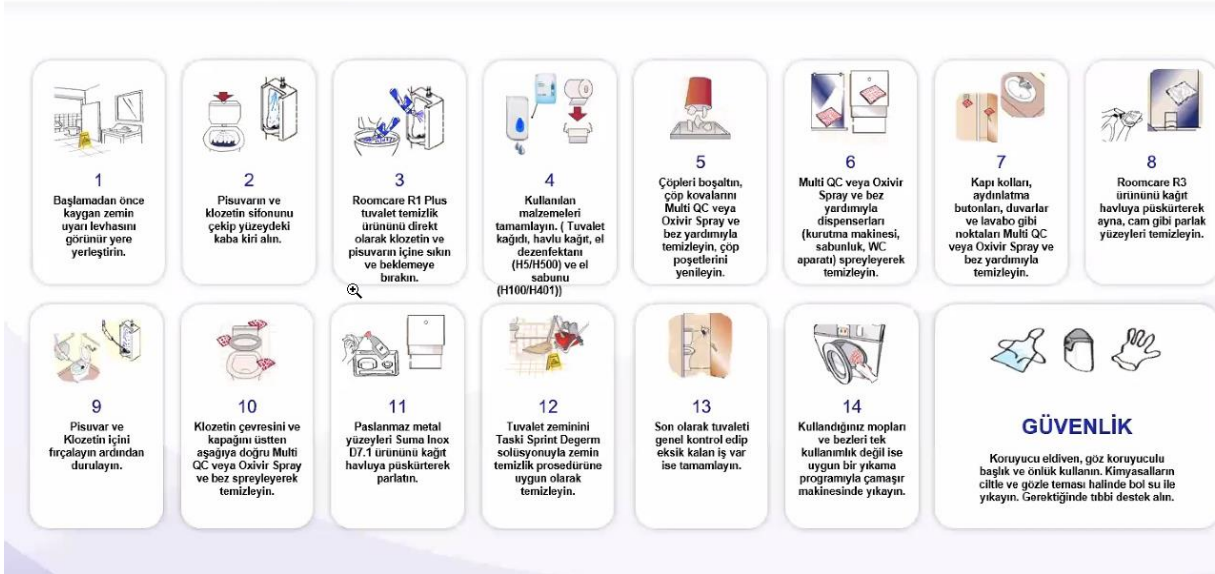 1
Başlamadan önce
kaygan zemin
uyarı levhasını
görünür yere
yerleştirin.
2
Pisuvarın ve
klozetin sifonunu
çekip yüzeydeki
kaba kiri alın.
3
Roomcare R1 Plus
tuvalet temizlik
ürününü direkt
olarak klozetin ve
pisuvarın içine sıkın
ve beklemeye
bırakın.
4
Kullanılan
malzemeleri
tamamlayın. ( Tuvalet
kağıdı, havlu kağıt, el
dezenfektanı
(H5/H500) ve el
sabunu
(H100/H401))
5
Çöpleri boşaltın,
çöp kovalarını
Multi QC veya
Oxivir Spray ve
bez yardımıyla
temizleyin, çöp
poşetlerini
yenileyin.
6
Multi QC veya Oxivir
Spray ve bez
yardımıyla
dispenserları
(kurutma makinesi,
sabunluk, WC
aparatı) spreyleyerek
temizleyin.
7
Kapı kolları,
aydınlatma
butonları, duvarlar
ve lavabo gibi
noktaları Multi QC
veya Oxivir Spray ve
bez yardımıyla
temizleyin.
8
Roomcare R3
ürününü kağıt
havluya püskürterek
ayna, cam gibi parlak
yüzeyleri temizleyin.
9
Pisuvar ve
Klozetin içini
fırçalayın ardından
durulayın.
10
Klozetin çevresini ve
kapağını üstten
aşağıya doğru Multi
QC veya Oxivir Spray
ve bez spreyleyerek
temizleyin.
11
Paslanmaz metal
yüzeyleri Suma Inox
D7.1 ürününü kağıt
havluya püskürterek
parlatın.
12
Tuvalet zeminini
Taski Sprint Degerm
solüsyonuyla zemin
temizlik prosedürüne
uygun olarak
temizleyin.
13
Son olarak tuvaleti
genel kontrol edip
eksik kalan iş var
ise tamamlayın.
14
Kullandığınız mopları
ve bezleri tek
kullanımlık değil ise
uygun bir yıkama
programıyla çamaşır
makinesinde yıkayın.
GÜVENLİK
Koruyucu eldiven, göz koruyuculu
başlık ve önlük kullanın. Kimyasalların
ciltle ve gözle teması halinde bol su ile
yıkayın. Gerektiğinde tıbbi destek alın.